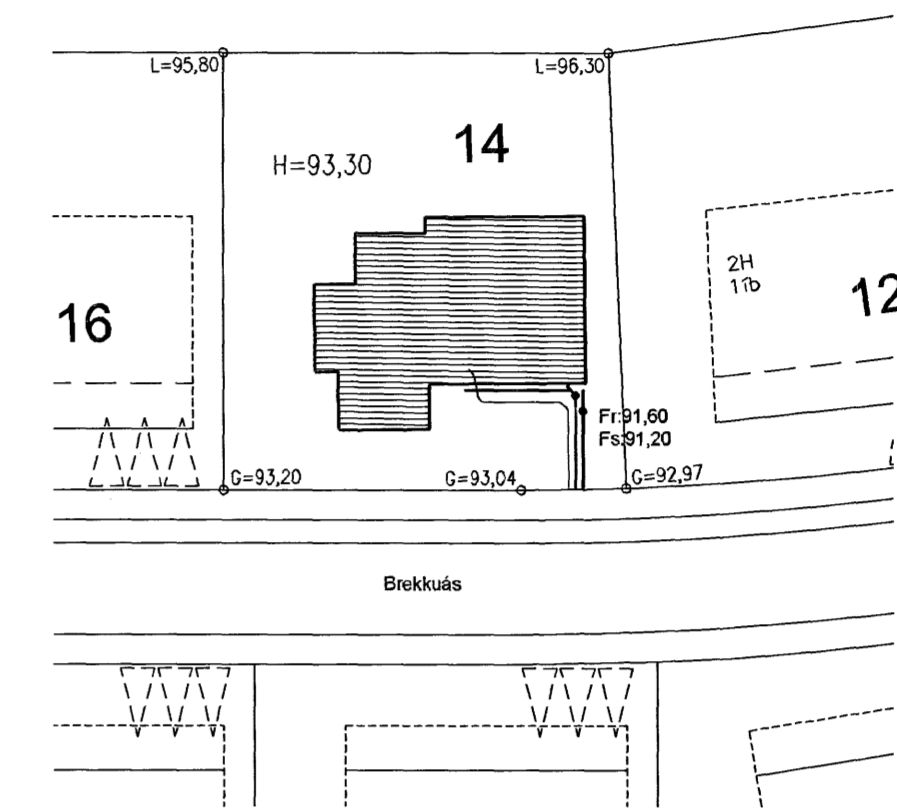 L=95,80
L=96,30
14
H=93,30
2H
1íb
12
16
Fr:91,60
Fs:91,20
G=93,20
G=93,04
G=92,97
Brekkuás